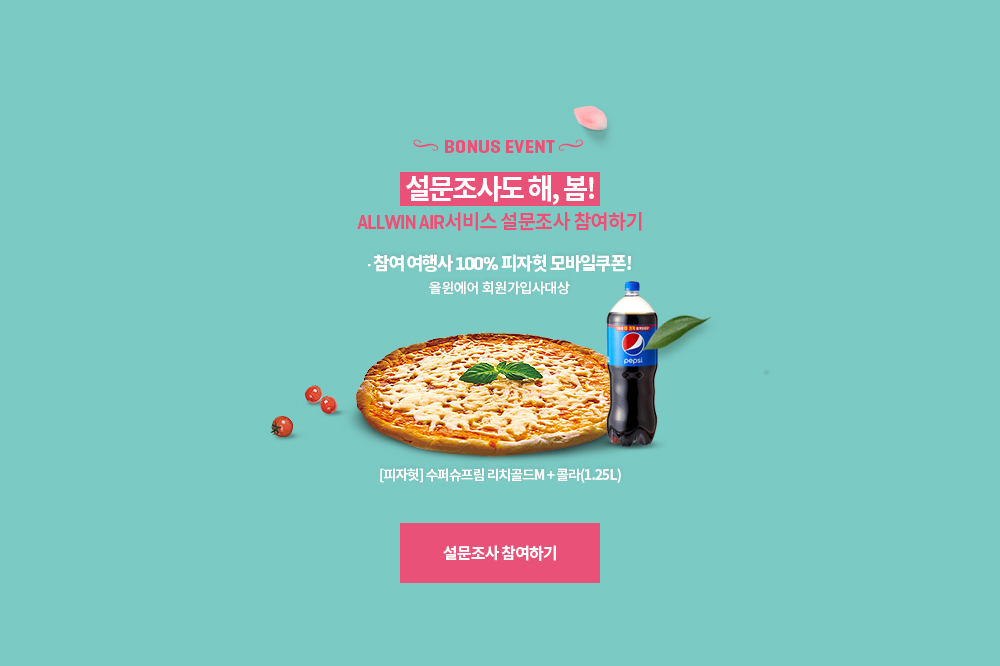 BONUS EVENT
설문조사도 해, 봄!
ALLWIN AIR서비스 설문조사 참여하기
· 참여 여행사 100% 피자헛 모바일쿠폰!
올윈에어 회원가입사대상
pepsi
[피자헛] 수퍼슈프림 리치골드M + 콜라(1.25L)
설문조사 참여하기